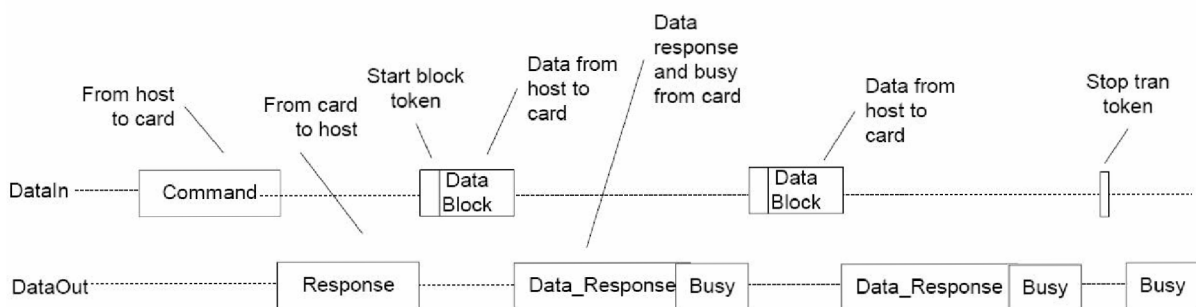 From host
to card
From card
to host
Start block
token
Data from
host to
card
Data
response
and busy
from card
Data from
host to
card
Stop tran
token
DataIn
Command
Data
Block
Data
Block
DataOut
Response
Data_Response
Busy
Data_Response
Busy
Busy